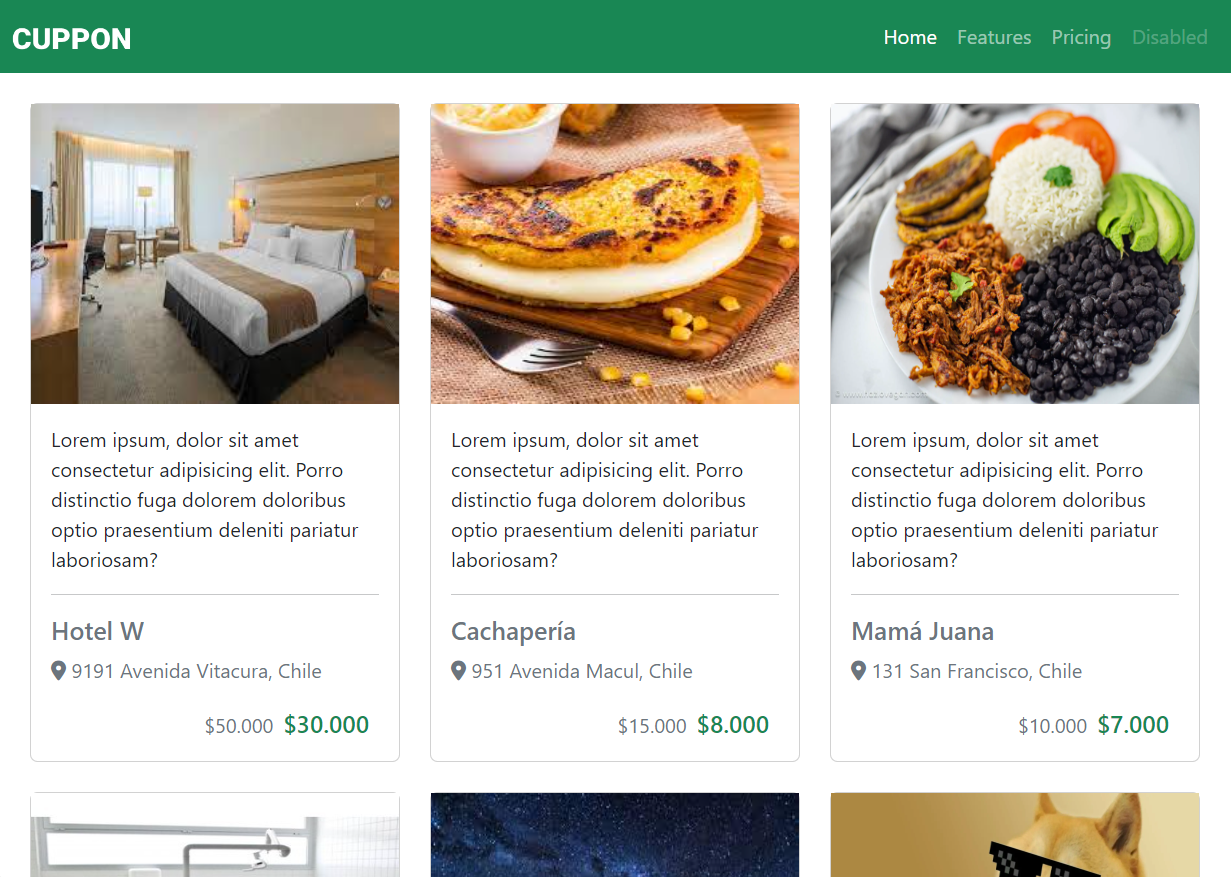 CUPPON
Home Features Pricing Disabled
Lorem ipsum, dolor sit amet
consectetur adipisicing elit. Porro
distinctio fuga dolorem doloribus
optio praesentium deleniti pariatur
laboriosam?
Hotel W
9191 Avenida Vitacura, Chile
$50.000 $30.000
Lorem ipsum, dolor sit amet
consectetur adipisicing elit. Porro
distinctio fuga dolorem doloribus
optio praesentium deleniti pariatur
laboriosam?
Cachapería
951 Avenida Macul, Chile
$15.000 $8.000
Lorem ipsum, dolor sit amet
consectetur adipisicing elit. Porro
distinctio fuga dolorem doloribus
optio praesentium deleniti pariatur
laboriosam?
Mamá Juana
131 San Francisco, Chile
$10.000 $7.000